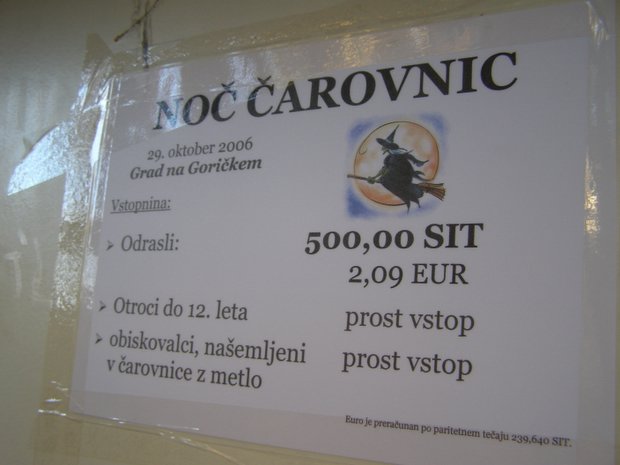 NOČ ČAROVNIC
29. oktober 2006
Grad na Goričkem
Vstopnina:
➢ Odrasli: 500,00 SIT
2,09 EUR
➢ Otroci do 12. leta prost vstop
➢ obiskovalci, našemljeni
v čarovnice z metlo prost vstop
Euro je preračunan po paritetnem tečaju 239,640 SIT.